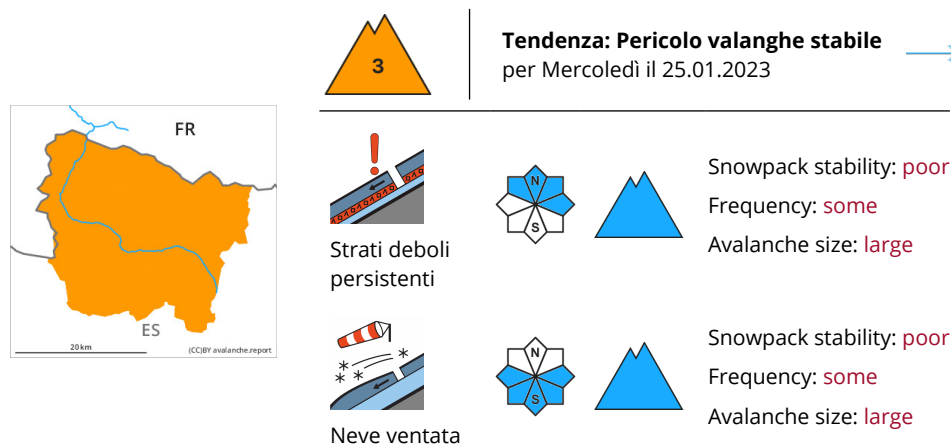 3
Tendenza: Pericolo valanghe stabile
per Mercoledì il 25.01.2023
FR
ES
20 km
(CC)BY avalanche.report
N
S
Strati deboli
persistenti
Snowpack stability: poor
Frequency: some
Avalanche size: large
N
S
Neve ventata
Snowpack stability: poor
Frequency: some
Avalanche size: large